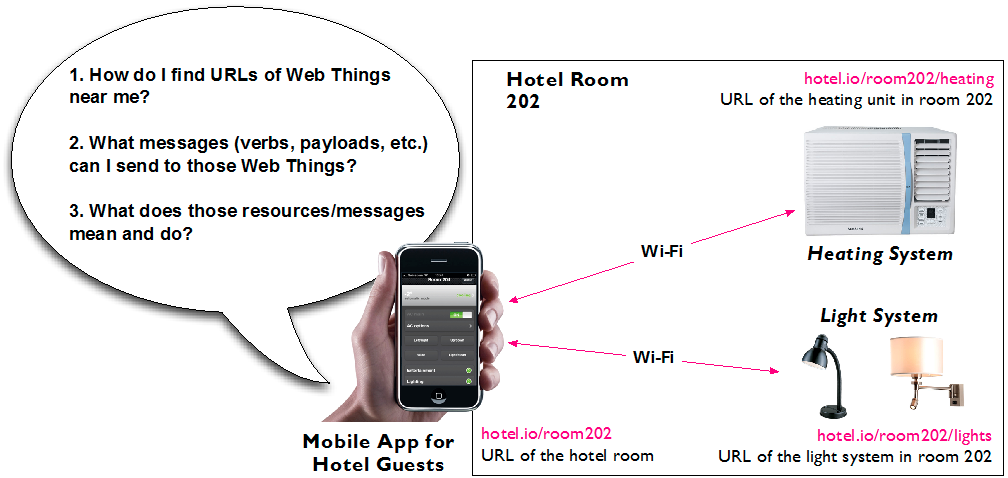 1. How do I find URLs of Web Things
near me?
2. What messages (verbs, payloads, etc.)
can I send to those Web Things?
3. What does those resources/messages
mean and do?
Hotel Room
202
hotel.io/room202/heating
URL of the heating unit in room 202
Wi-Fi
Heating System
Light System
Wi-Fi
AC options
Entertainment
Lighting
Mobile App for
Hotel Guests
hotel.io/room202
URL of the hotel room
hotel.io/room202/lights
URL of the light system in room 202